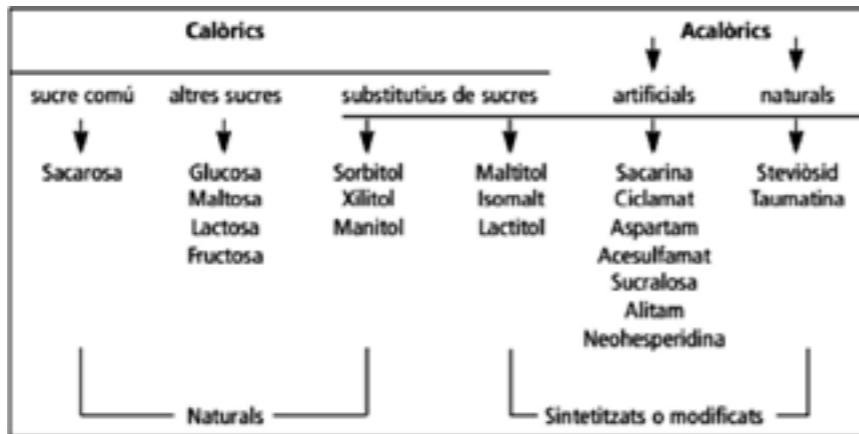 Calòrics Acalòrics
sucre comú altres sucres substitutius de sucres artificials naturals
Sacarosa Glucosa Sorbitol Maltitol Sacarina Steviòsid
Maltosa Xilitol Isomalt Ciclamat Taumatina
Lactosa Manitol Lactitol Aspartam
Fructosa Acesulfamat
Sucralosa
Alitam
Neohesperidina
Naturals Sintetitzats o modificats